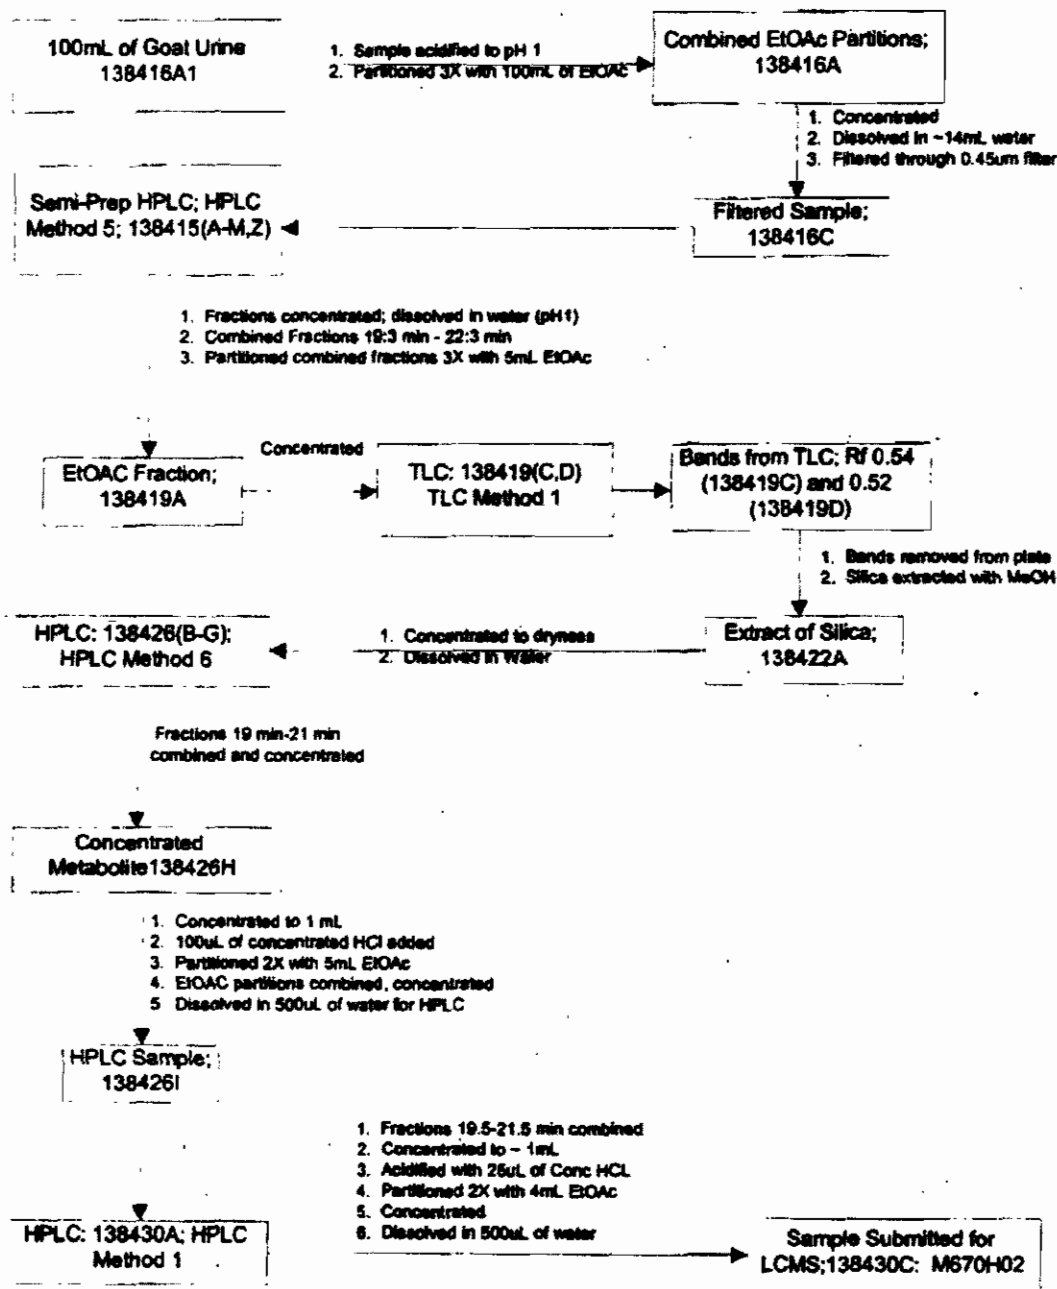 100mL of Goat Urine
138416A1
1. Sample acidified to pH 1
2. Partitioned 3X with 100mL of EtOAc
Combined EtOAc Partitions;
138416A
1. Concentrated
2. Dissolved in ~14mL water
3. Filtered through 0.45um filter
Filtered Sample;
138416C
Semi-Prep HPLC; HPLC
Method 5; 138415(A-M,Z)
1. Fractions concentrated; dissolved in water (pH1)
2. Combined Fractions 19:3 min - 22:3 min
3. Partitioned combined fractions 3X with 5mL EtOAc
EtOAC Fraction;
138419A
Concentrated
TLC: 138419(C,D)
TLC Method 1
Bands from TLC; Rf 0.54
(138419C) and 0.52
(138419D)
1. Bands removed from plate
2. Silica extracted with MeOH
Extract of Silica;
138422A
1. Concentrated to dryness
2. Dissolved in Water
HPLC: 138426(B-G);
HPLC Method 6
Fractions 19 min-21 min
combined and concentrated
Concentrated
Metabolite138426H
1. Concentrated to 1 mL
2. 100uL of concentrated HCl added
3. Partitioned 2X with 5mL EtOAc
4. EtOAC partitions combined, concentrated
5 Dissolved in 500uL of water for HPLC
HPLC Sample;
138426I
1. Fractions 19.5-21.5 min combined
2. Concentrated to ~ 1mL
3. Acidified with 25uL of Conc HCL
4. Partitioned 2X with 4mL EtOAc
5. Concentrated
6. Dissolved in 500uL of water
HPLC: 138430A; HPLC
Method 1
Sample Submitted for
LCMS;138430C: M670H02